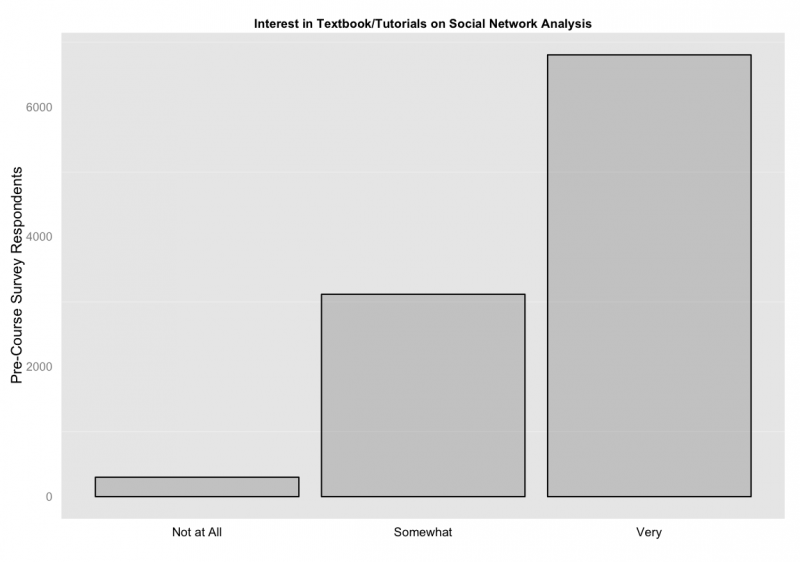 Interest in Textbook/Tutorials on Social Network Analysis
Pre-Course Survey Respondents
6000
4000
2000
0
Not at All
Somewhat
Very